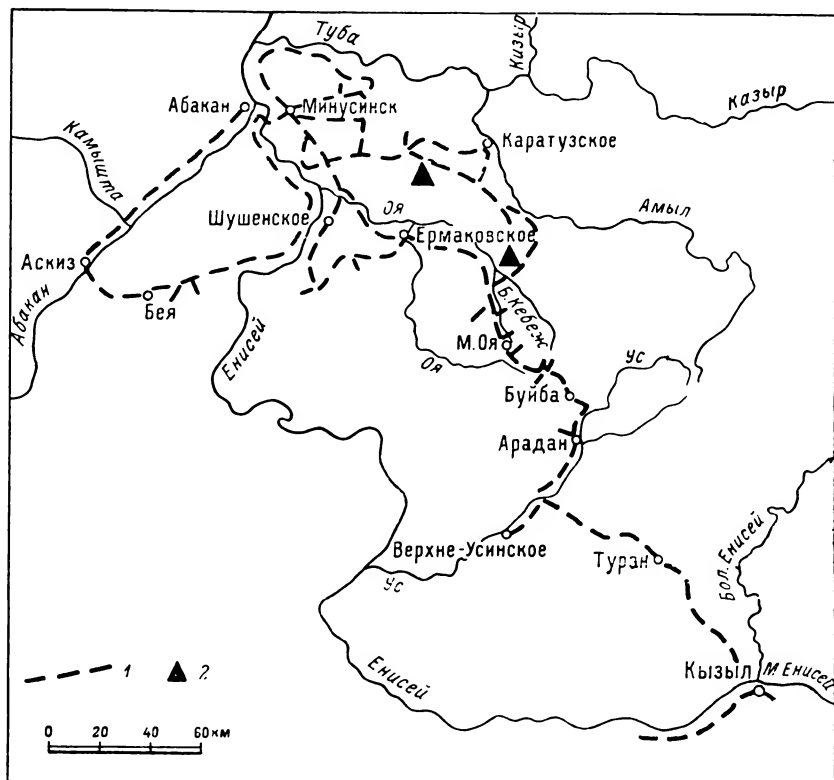 Туба
Кизыр
Казыр
Абакан
Минусинск
Камышта
Каратузское
Оя
Амыл
Шушенское
Ермаковское
Аскиз
Бея
Абакан
Енисей
Б.Кебеж
М.Оя
Оя
Ус
Буйба
Арадан
Верхне-Усинское
Ус
Туран
Бол. Енисей
Енисей
Кызыл
М.Енисей
1
2
0 20 40 60 км